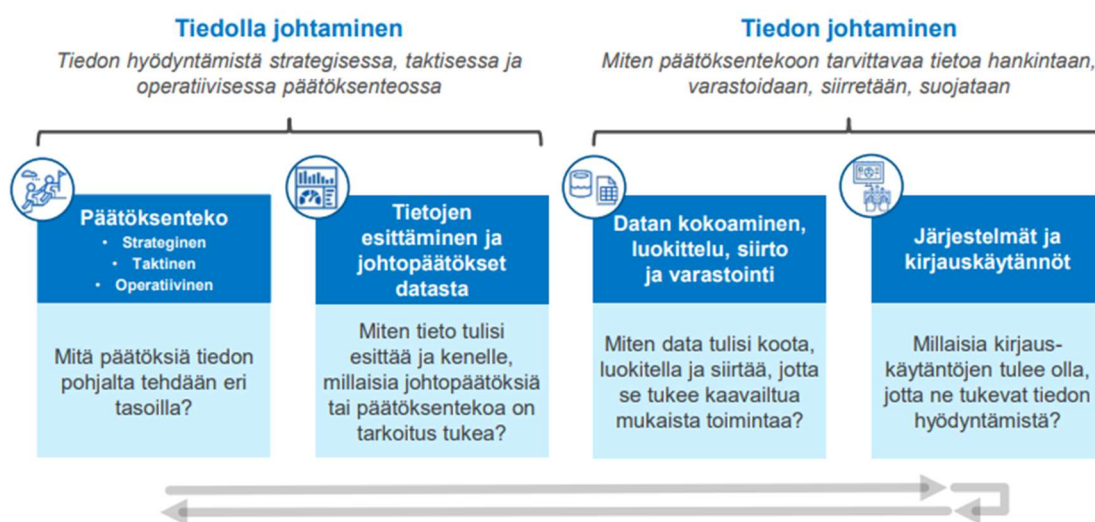 Tiedolla johtaminen
Tiedon hyödyntämistä strategisessa, taktisessa ja
operatiivisessa päätöksenteossa
Tiedon johtaminen
Miten päätöksentekoon tarvittavaa tietoa hankintaan,
varastoidaan, siirretään, suojataan
Päätöksenteko
• Strateginen
• Taktinen
• Operatiivinen
Mitä päätöksiä tiedon
pohjalta tehdään eri
tasoilla?
Tietojen
esittäminen ja
johtopäätökset
datasta
Miten tieto tulisi
esittää ja kenelle,
millaisia johtopäätöksiä
tai päätöksentekoa on
tarkoitus tukea?
Datan kokoaminen,
luokittelu, siirto
ja varastointi
Miten data tulisi koota,
luokitella ja siirtää, jotta
se tukee kaavailtua
mukaista toimintaa?
Järjestelmät ja
kirjauskäytännöt
Millaisia kirjaus-
käytäntöjen tulee olla,
jotta ne tukevat tiedon
hyödyntämistä?